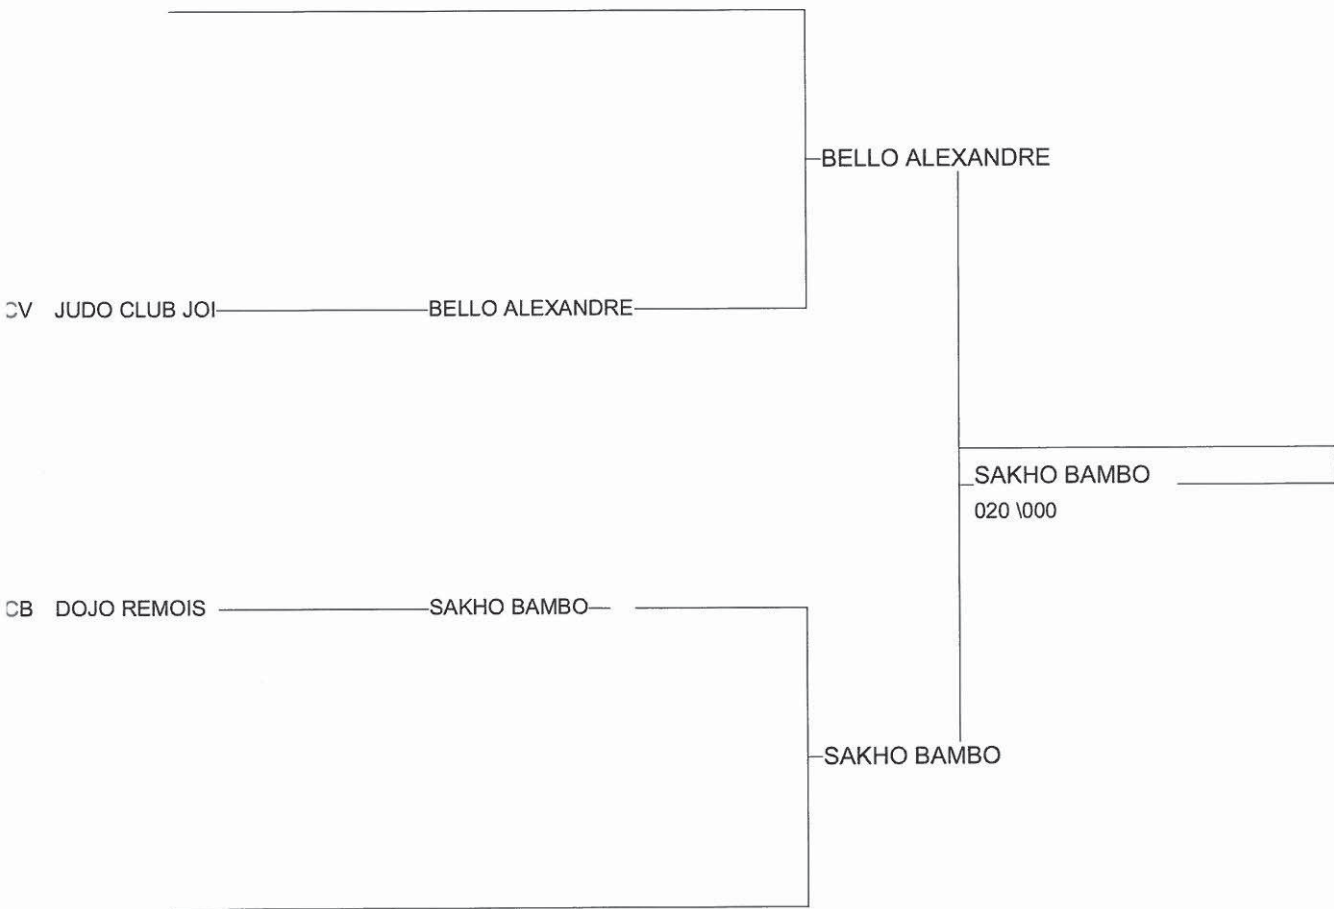 BELLO ALEXANDRE
CV JUDO CLUB JOI BELLO ALEXANDRE
SAKHO BAMBO
020 \000
CB DOJO REMOIS SAKHO BAMBO
SAKHO BAMBO